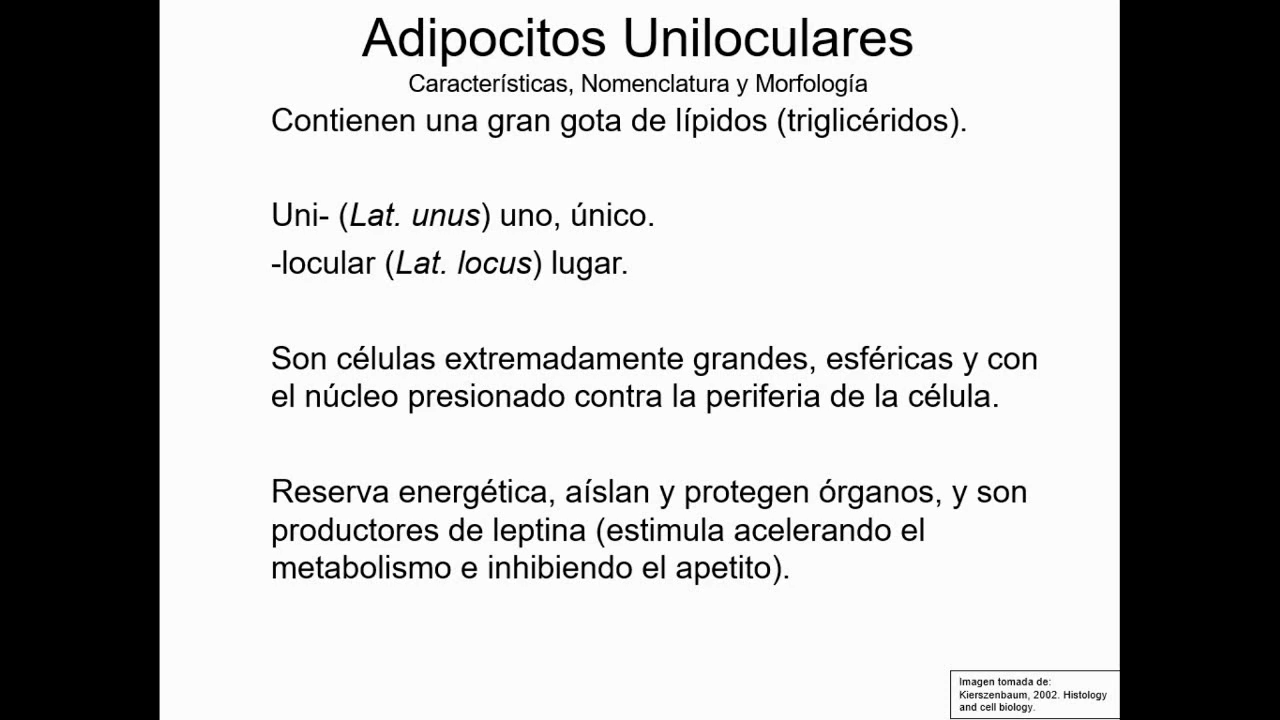 Adipocitos Uniloculares
Características, Nomenclatura y Morfología
Contienen una gran gota de lípidos (triglicéridos).
Uni- (Lat. unus) uno, único.
-locular (Lat. locus) lugar.
Son células extremadamente grandes, esféricas y con
el núcleo presionado contra la periferia de la célula.
Reserva energética, aíslan y protegen órganos, y son
productores de leptina (estimula acelerando el
metabolismo e inhibiendo el apetito).
Imagen tomada de:
Kierszenbaum, 2002. Histology
and cell biology.